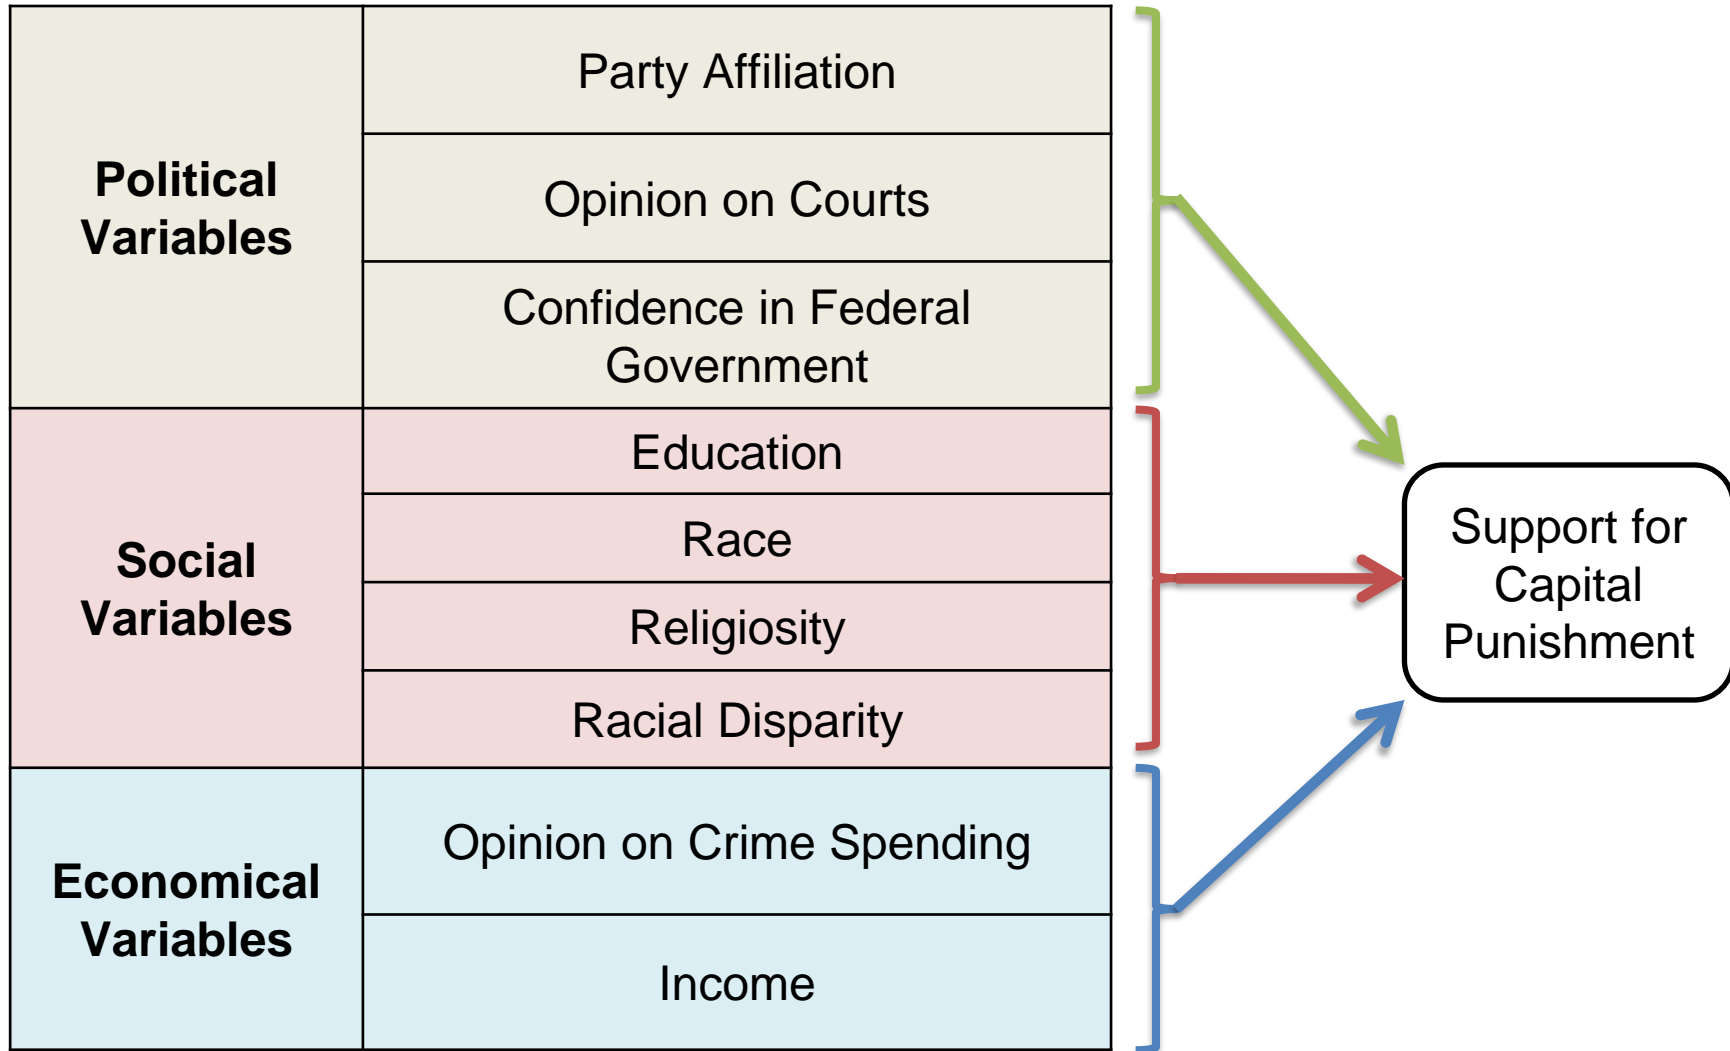 Political
Variables
Party Affiliation
Opinion on Courts
Confidence in Federal
Government
Social
Variables
Education
Race
Religiosity
Racial Disparity
Economical
Variables
Opinion on Crime Spending
Income
Support for
Capital
Punishment